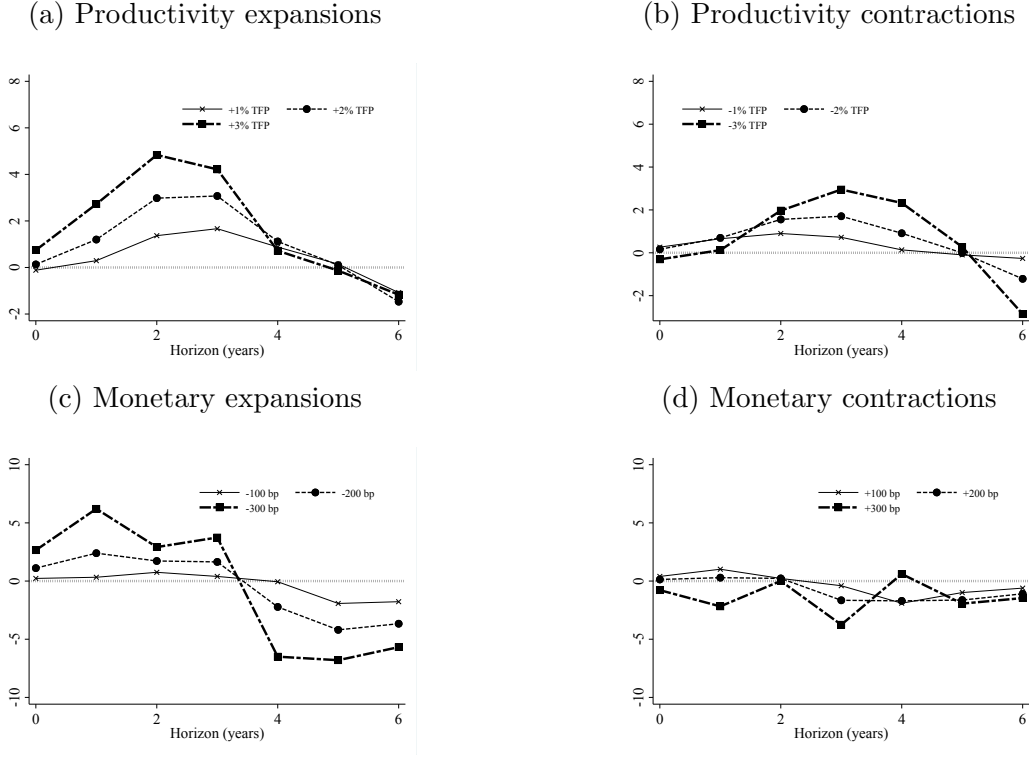 (a) Productivity expansions
8
6
4
2
0
-2
+1% TFP
+2% TFP
+3% TFP
0 2 4 6
Horizon (years)
(b) Productivity contractions
8
6
4
2
0
-2
-1% TFP
-2% TFP
-3% TFP
0 2 4 6
Horizon (years)
(c) Monetary expansions
10
5
0
-5
-10
-100 bp
-200 bp
-300 bp
0 2 4 6
Horizon (years)
(d) Monetary contractions
10
5
0
-5
-10
+100 bp
+200 bp
+300 bp
0 2 4 6
Horizon (years)